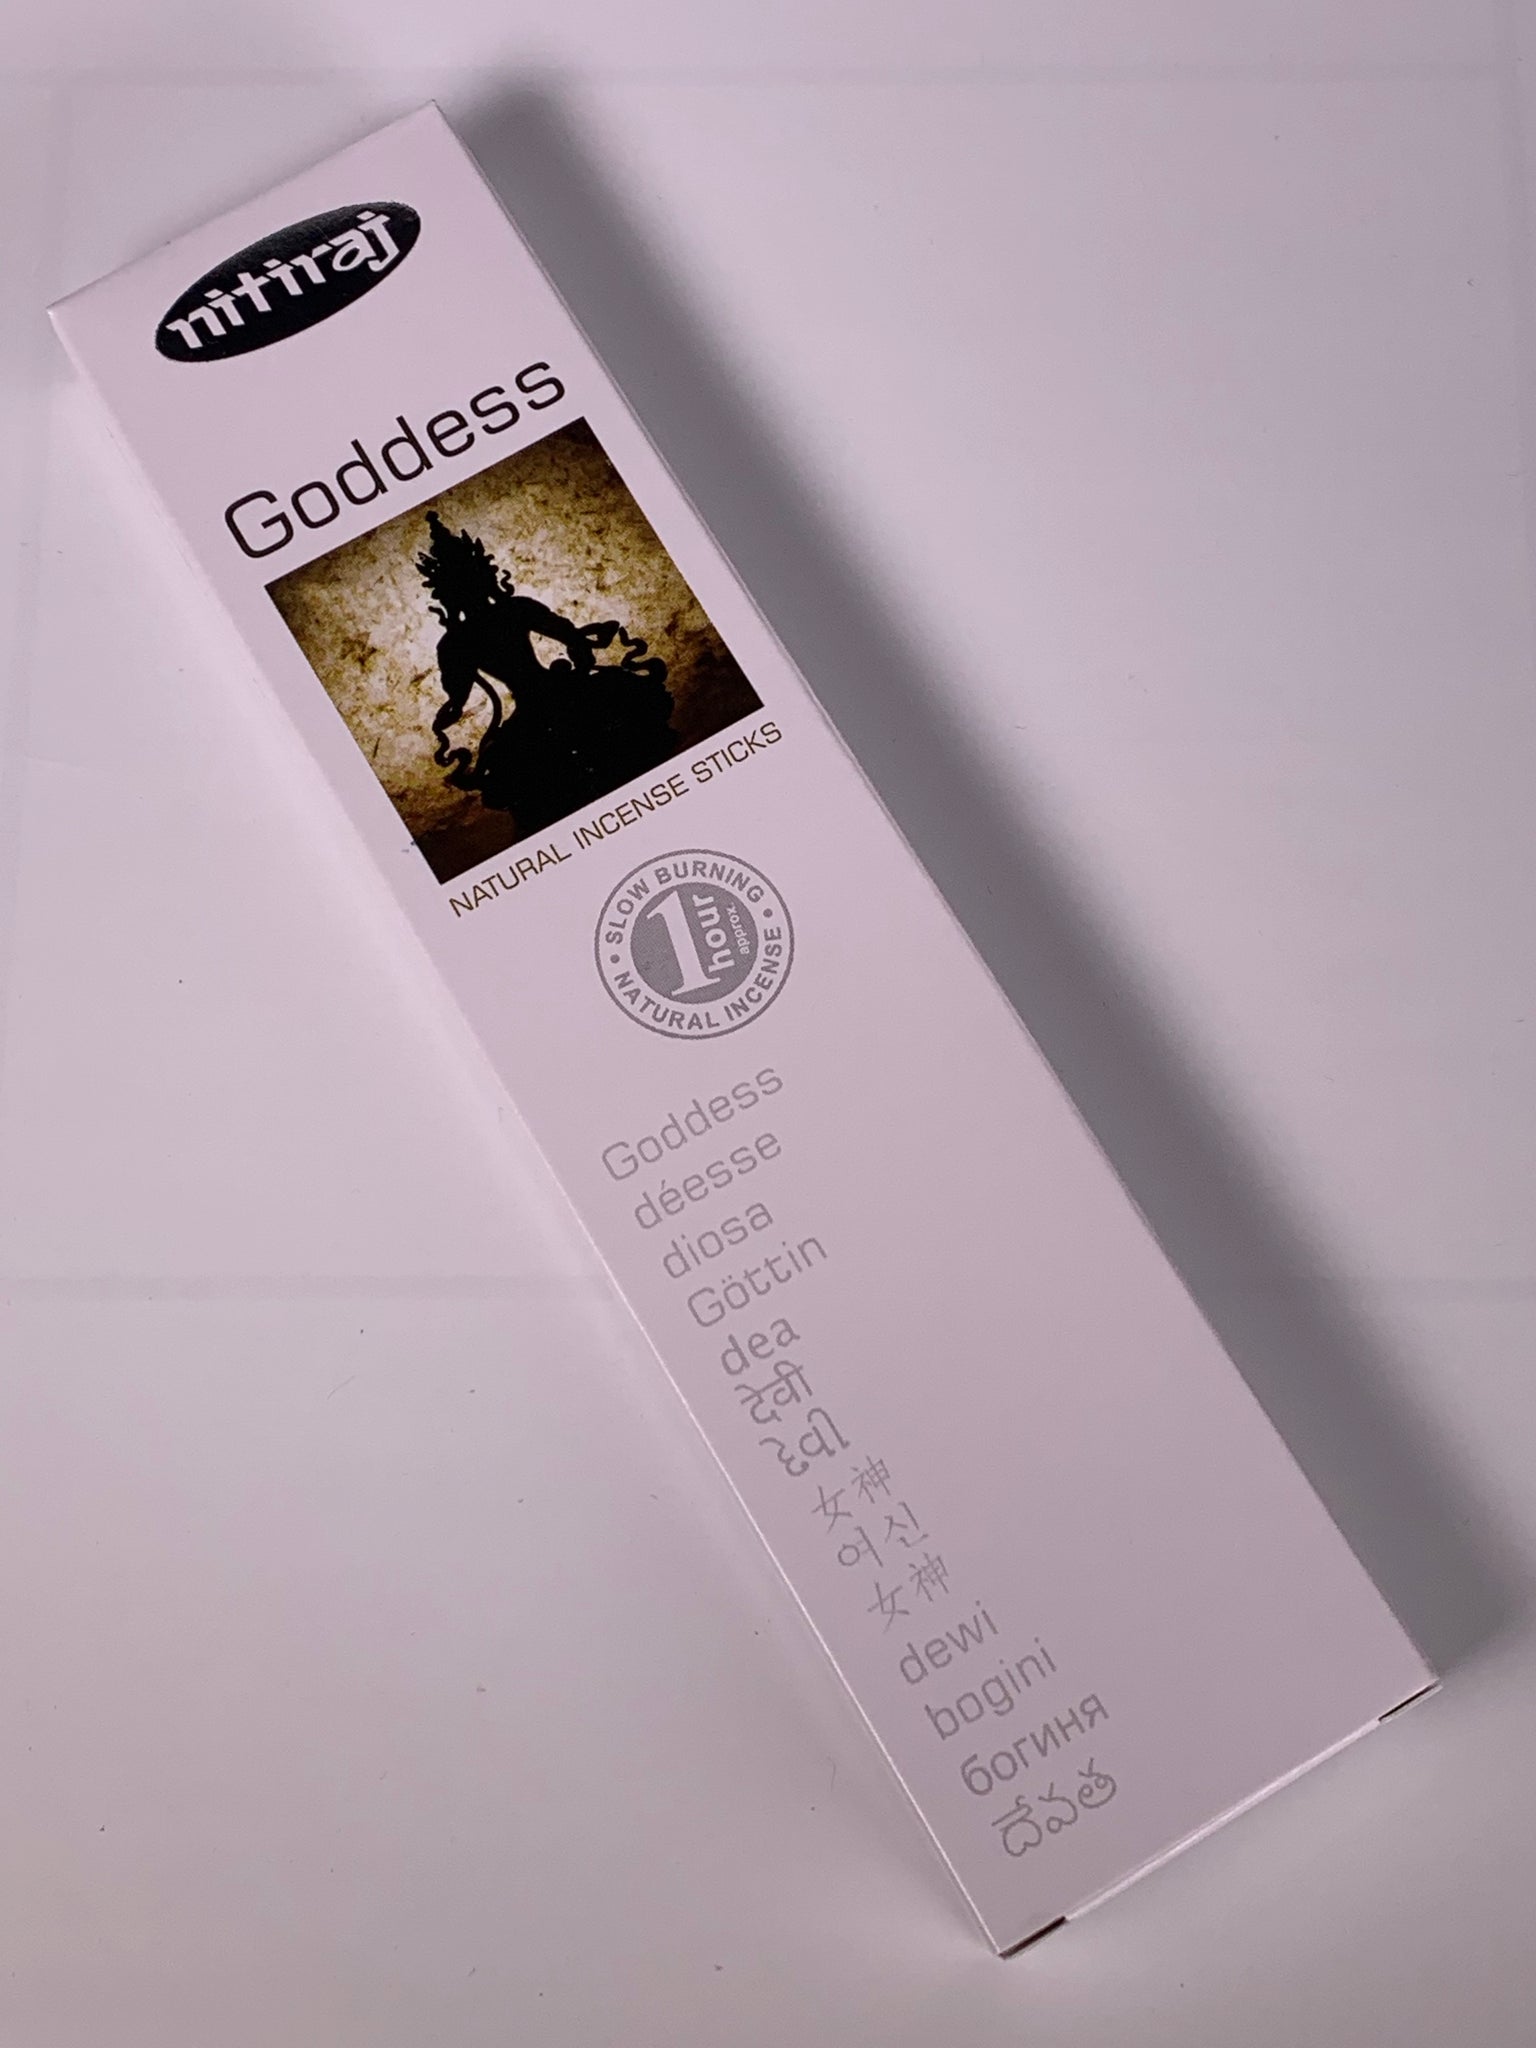 nitiraj
Goddess
NATURAL INCENSE STICKS
SLOW BURNING
1 hour
approx.
NATURAL INCENSE
Goddess
déesse
diosa
Göttin
dea
देवी
દેવી
女神
여신
女神
dewi
bogini
богиня
దేవత